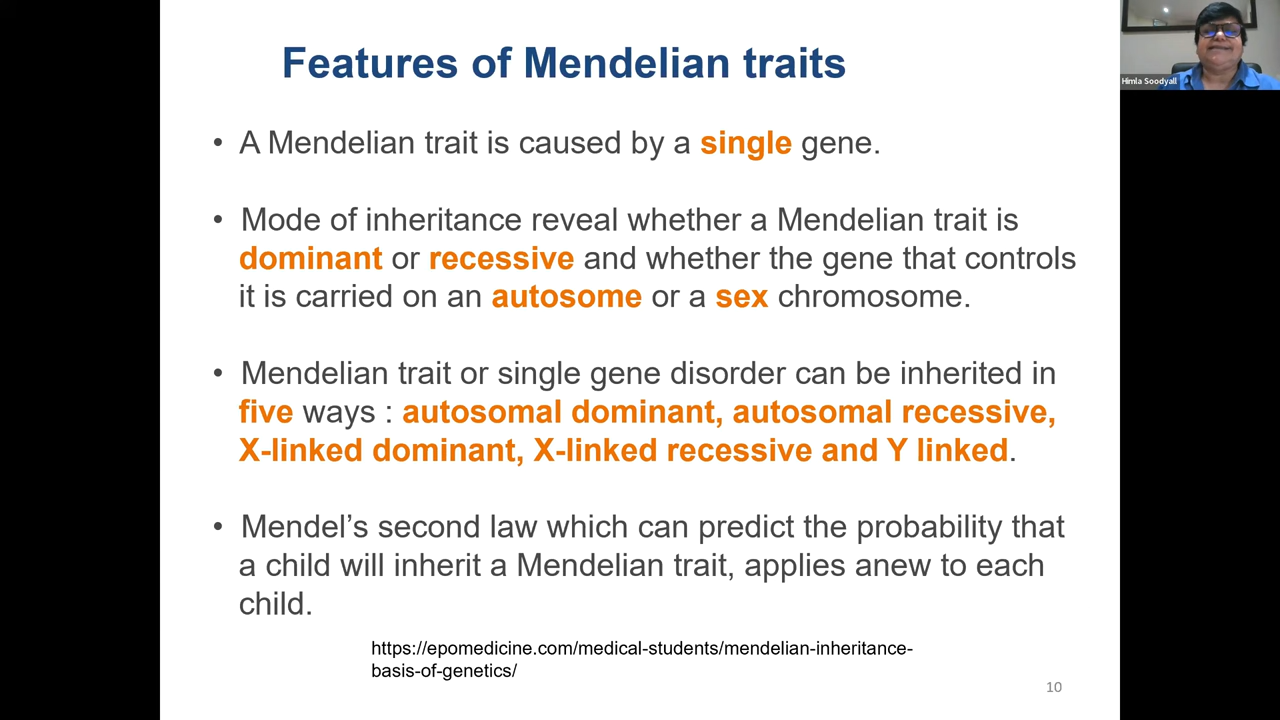 Features of Mendelian traits
Himla Soodyall
• A Mendelian trait is caused by a single gene.
• Mode of inheritance reveal whether a Mendelian trait is
dominant or recessive and whether the gene that controls
it is carried on an autosome or a sex chromosome.
• Mendelian trait or single gene disorder can be inherited in
five ways : autosomal dominant, autosomal recessive,
X-linked dominant, X-linked recessive and Y linked.
• Mendel’s second law which can predict the probability that
a child will inherit a Mendelian trait, applies anew to each
child.
https://epomedicine.com/medical-students/mendelian-inheritance-
basis-of-genetics/
10